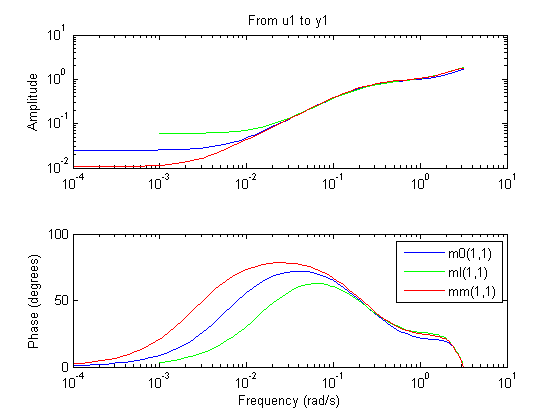 From u1 to y1
Amplitude
10^1
10^0
10^-1
10^-2
10^-4 10^-3 10^-2 10^-1 10^0 10^1
Phase (degrees)
100
50
0
m0(1,1)
ml(1,1)
mm(1,1)
10^-4 10^-3 10^-2 10^-1 10^0 10^1
Frequency (rad/s)